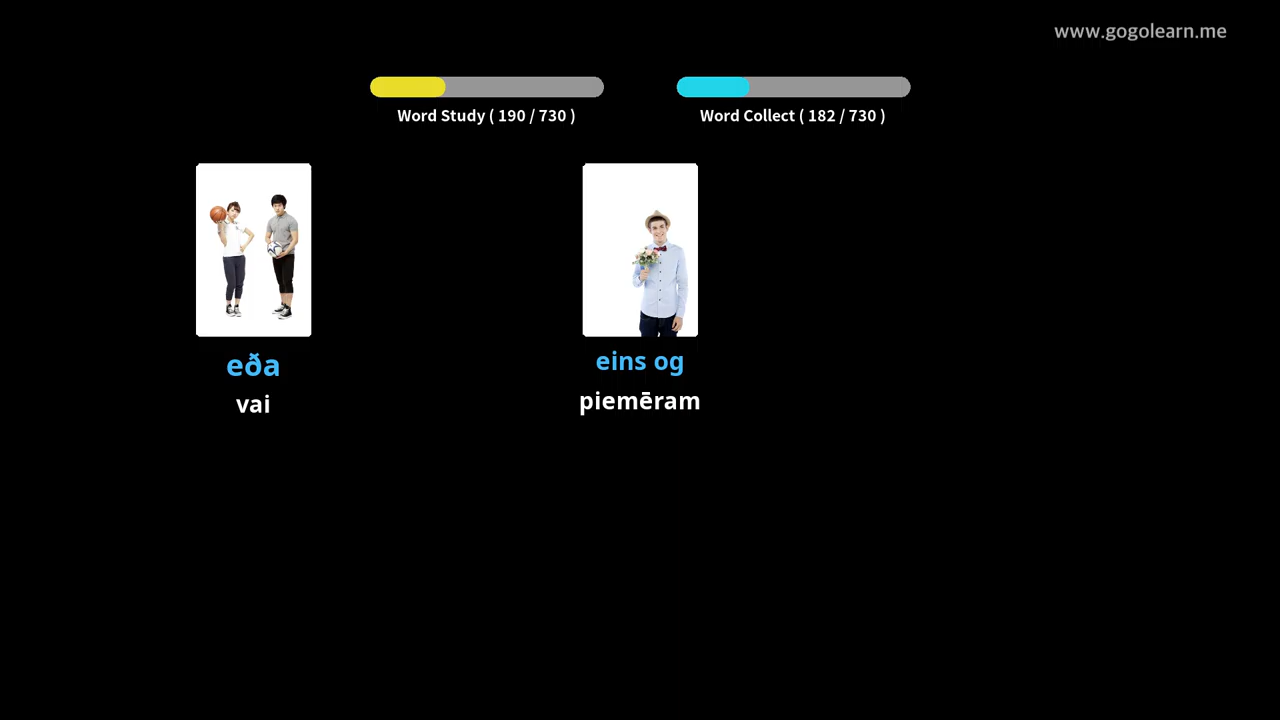 www.gogolearn.me
Word Study ( 190 / 730 )
Word Collect ( 182 / 730 )
eða
vai
eins og
piemēram